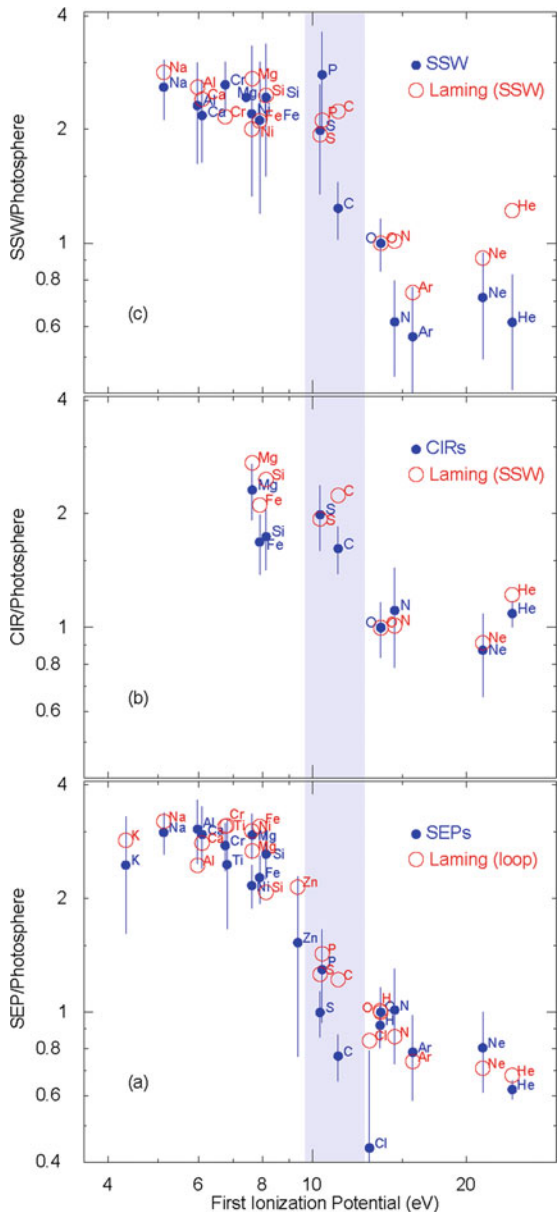 4
2
1
0.8
0.6
SSW/Photosphere
(c)
SSW
Laming (SSW)
Na
Na
Al
Al
Ca
Ca
Cr
Cr
Mg
Mg
Si
Si
Ni
Ni
Fe
Fe
P
P
S
S
C
C
O
O
N
N
Ar
Ar
Ne
Ne
He
He
4
2
1
0.8
0.6
CIR/Photosphere
(b)
CIRs
Laming (SSW)
Mg
Mg
Si
Si
Fe
Fe
S
S
C
C
O
O
N
N
Ne
Ne
He
He
4
2
1
0.8
0.6
0.4
SEP/Photosphere
(a)
SEPs
Laming (loop)
K
K
Na
Na
Al
Al
Ca
Ca
Cr
Cr
Ti
Ti
Fe
Fe
Ni
Ni
Mg
Mg
Si
Si
Zn
Zn
P
P
S
S
C
C
H
H
O
O
Cl
Cl
N
N
Ar
Ar
Ne
Ne
He
He
4
6
8
10
20
First Ionization Potential (eV)